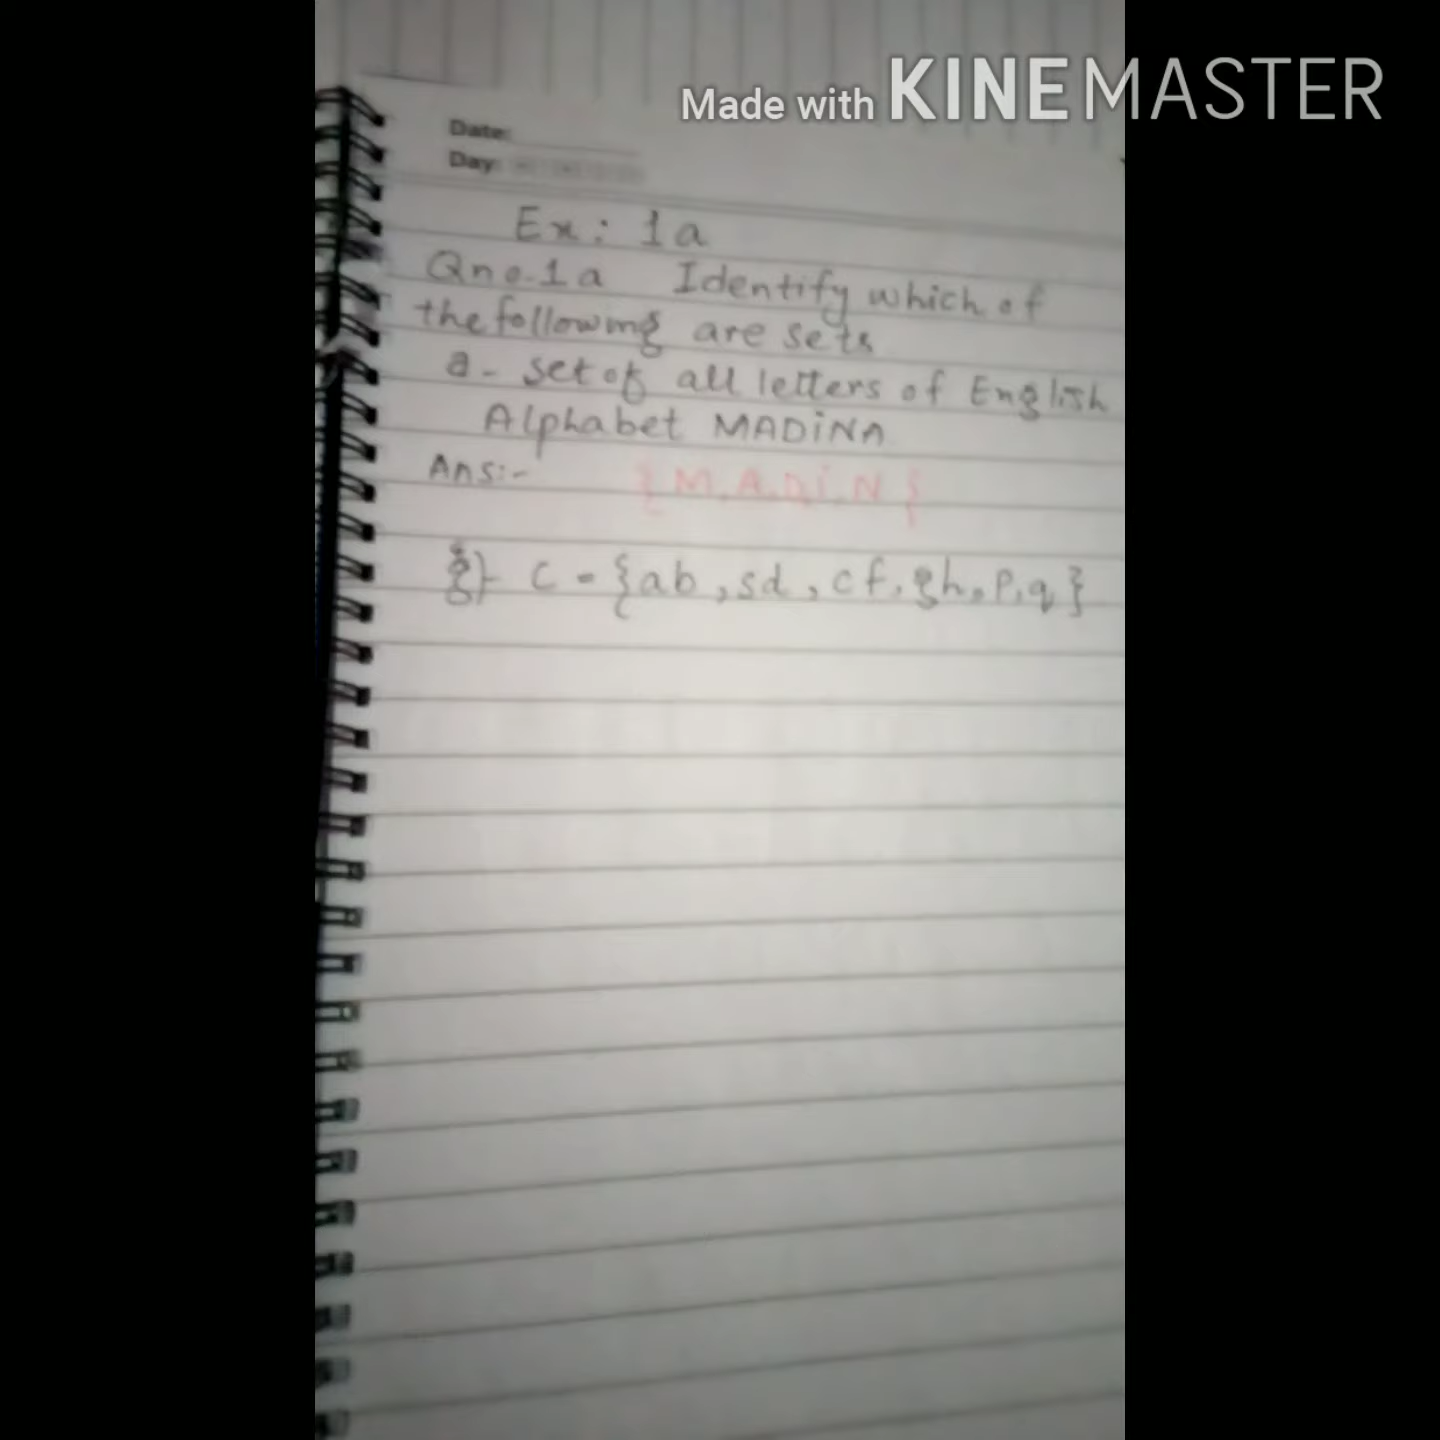 Made with KINEMASTER
Date:
Day:
Ex: 1a
Qno.1a Identify which of
the following are sets
a- set of all letters of English
Alphabet MADiNA
Ans:- {M,A,D,i,N}
g)- C = {ab, sd, cf, gh, p, q}